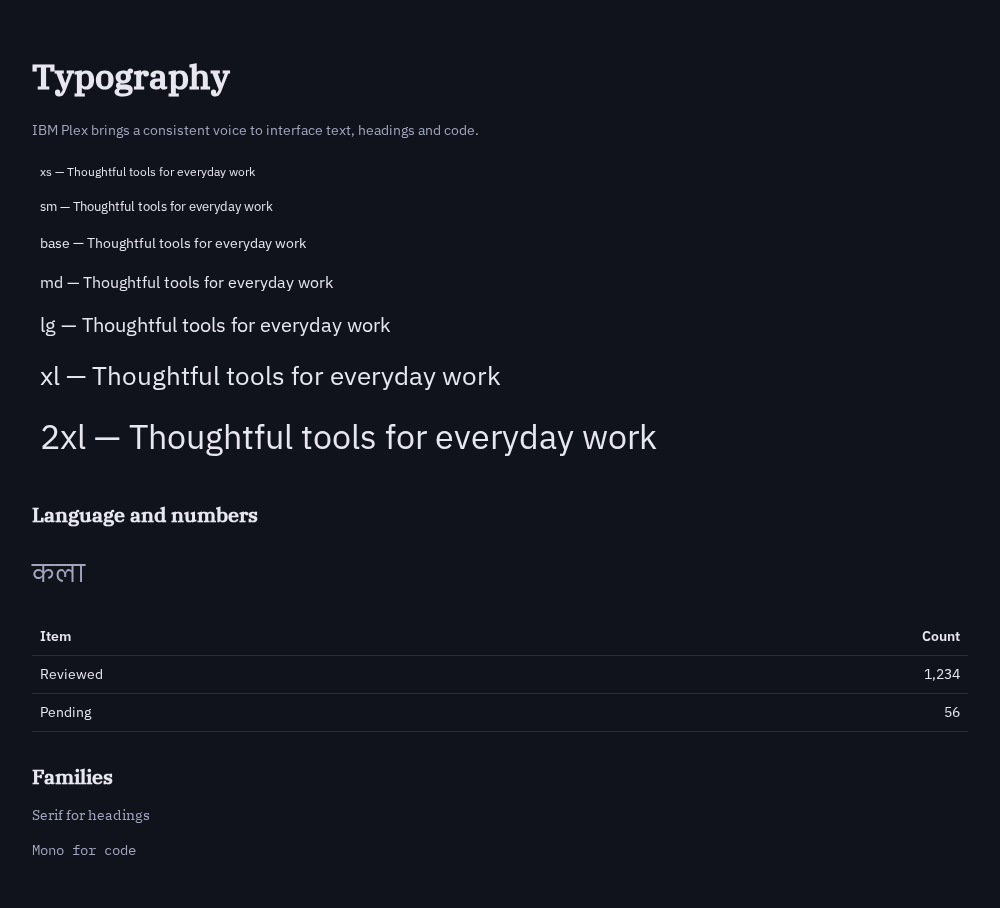 Typography
IBM Plex brings a consistent voice to interface text, headings and code.
xs — Thoughtful tools for everyday work
sm — Thoughtful tools for everyday work
base — Thoughtful tools for everyday work
md — Thoughtful tools for everyday work
lg — Thoughtful tools for everyday work
xl — Thoughtful tools for everyday work
2xl — Thoughtful tools for everyday work
Language and numbers
कला
Item Count
Reviewed 1,234
Pending 56
Families
Serif for headings
Mono for code